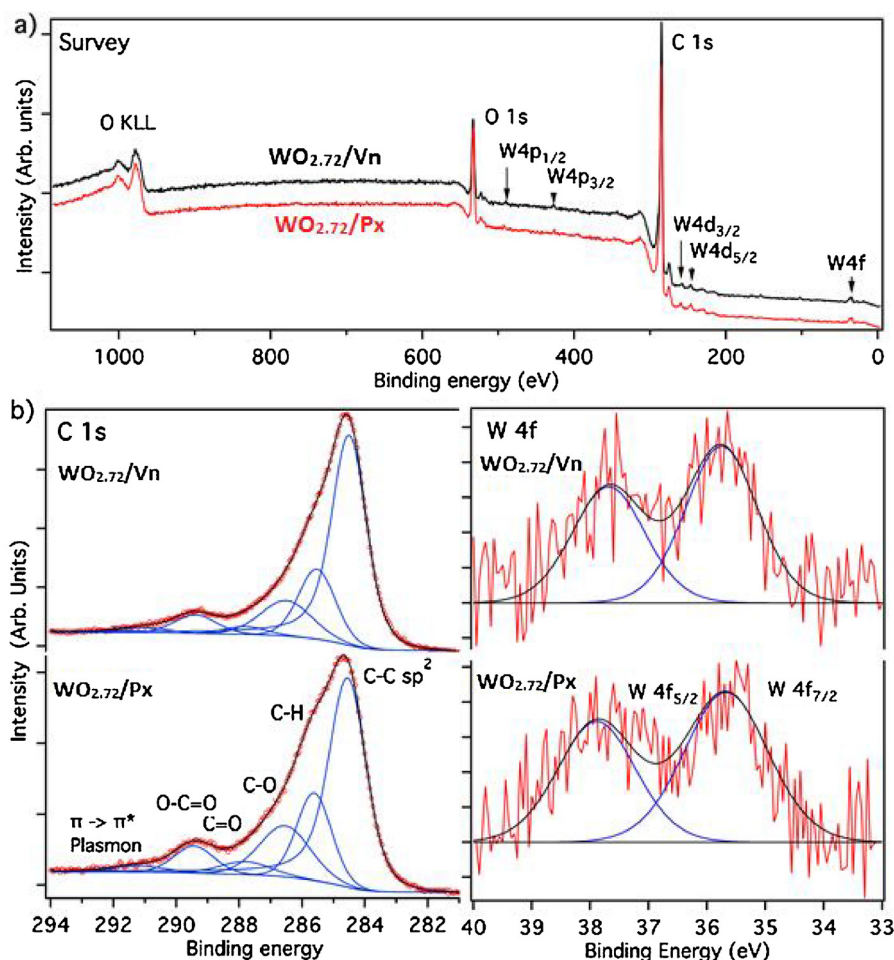 a)
Survey
C 1s
O KLL
O 1s
WO2.72/Vn
W4p1/2
W4p3/2
WO2.72/Px
W4d3/2
W4d5/2
W4f
Intensity (Arb. units)
1000 800 600 400 200 0
Binding energy (eV)
b)
C 1s
WO2.72/Vn
Intensity (Arb. Units)
WO2.72/Px
C-C sp2
C-H
C-O
O-C=O
C=O
π -> π*
Plasmon
294 292 290 288 286 284 282
Binding energy
W 4f
WO2.72/Vn
WO2.72/Px
W 4f5/2
W 4f7/2
40 39 38 37 36 35 34 33
Binding Energy (eV)